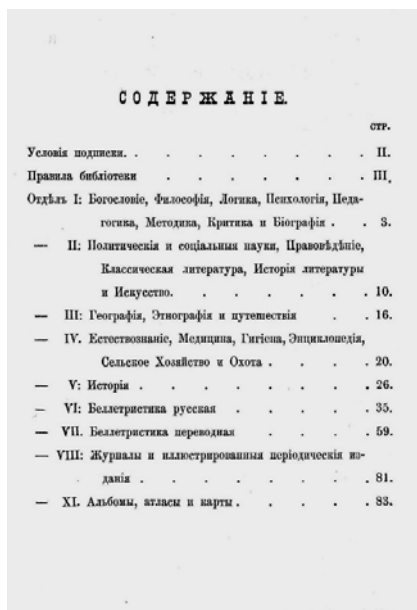 СОДЕРЖАНІЕ.
СТР.
Условія подписки. . . . . . . . . II.
Правила библіотеки . . . . . . . III.
Отдѣлъ I: Богословіе, Философія, Логика, Психологія, Педа-
гогика, Методика, Критика и Біографія . . 3.
— II: Политическія и соціальныя науки, Правовѣдѣніе,
Классическая литература, Исторія литературы
и Искусство. . . . . . . 10.
— III: Географія, Этнографія и путешествія . . . 16.
— IV. Естествознаніе, Медицина, Гигіена, Энциклопедія,
Сельское Хозяйство и Охота . . . . 20.
— V: Исторія . . . . . . . . 26.
— VI: Беллетристика русская . . . . . 35.
— VII. Беллетристика переводная . . . . 59.
— VIII: Журналы и иллюстрированныя періодическія из-
данія . . . . . . . . 81.
— XI. Альбомы, атласы и карты . . . . . 83.